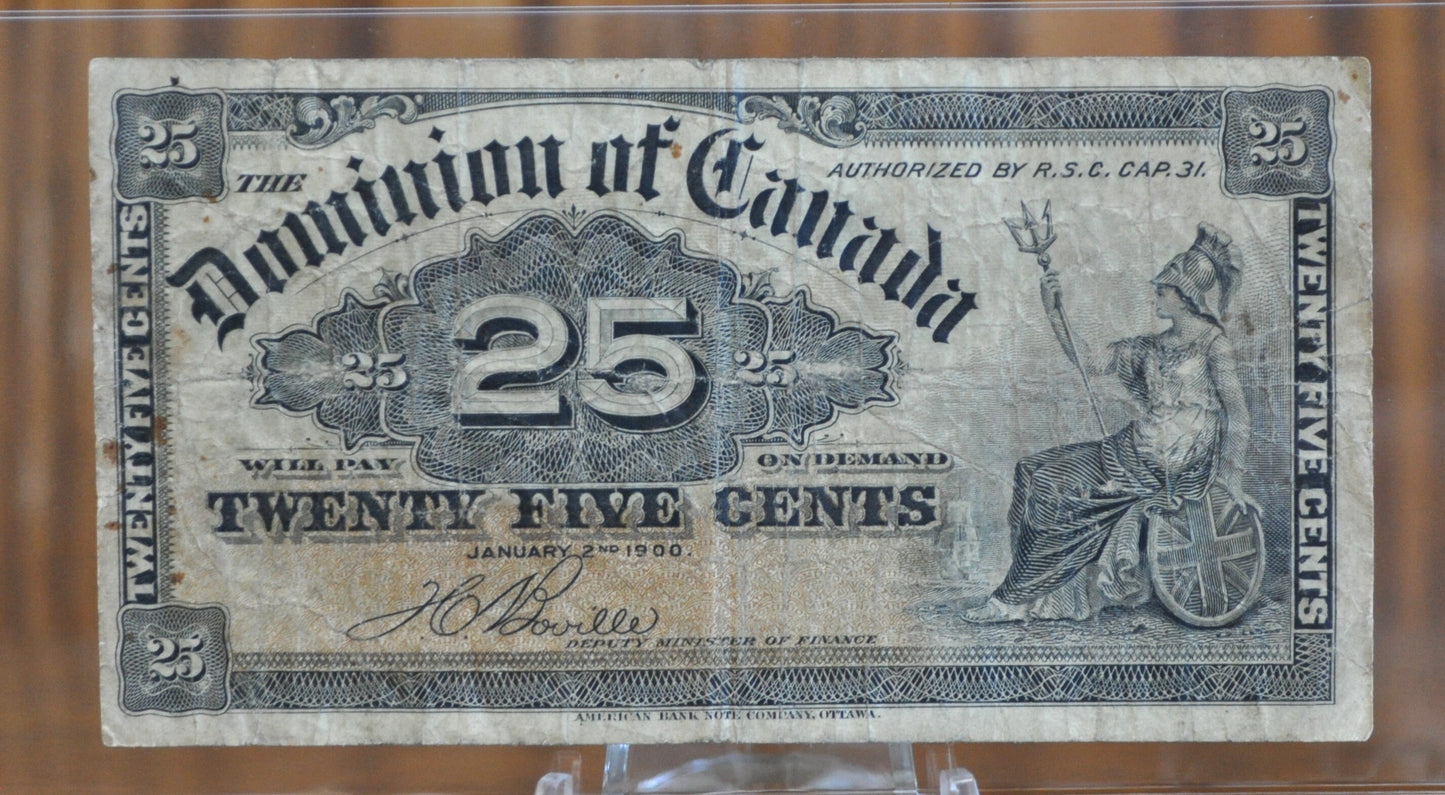 25
25
THE
Dominion of Canada
AUTHORIZED BY R.S.C. CAP. 31.
TWENTY FIVE CENTS
25
25
25
TWENTY FIVE CENTS
WILL PAY
ON DEMAND
TWENTY FIVE CENTS
JANUARY 2ND 1900.
H C Boville
DEPUTY MINISTER OF FINANCE
25
AMERICAN BANK NOTE COMPANY, OTTAWA.